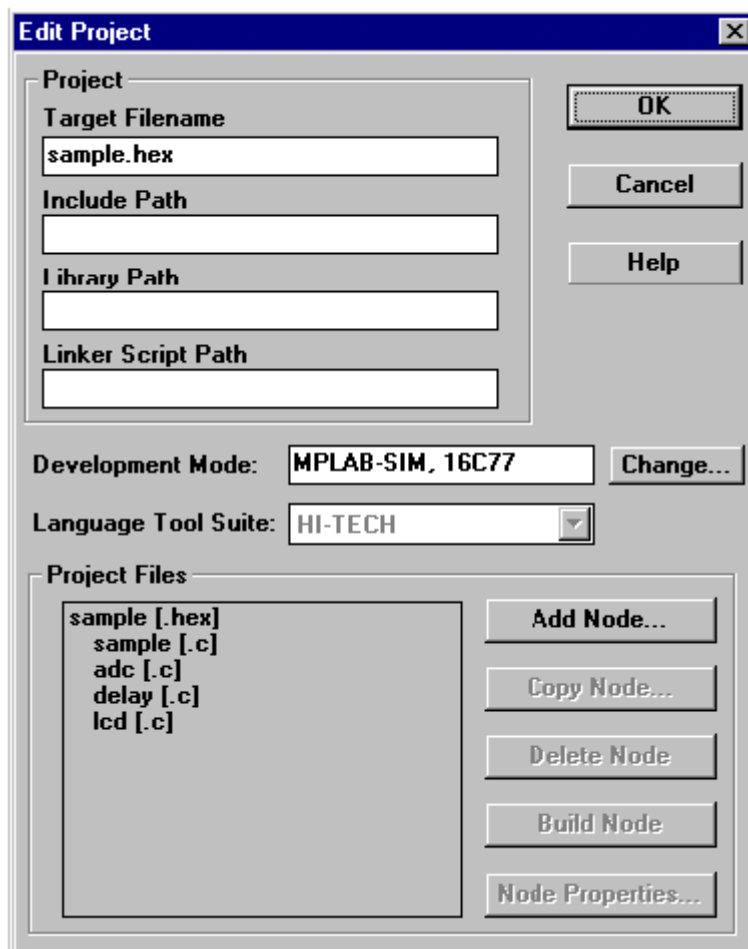 Edit Project
Project
Target Filename
sample.hex
Include Path
Library Path
Linker Script Path
OK
Cancel
Help
Development Mode:
MPLAB-SIM, 16C77
Change...
Language Tool Suite:
HI-TECH
Project Files
sample [.hex]
sample [.c]
adc [.c]
delay [.c]
lcd [.c]
Add Node...
Copy Node...
Delete Node
Build Node
Node Properties...